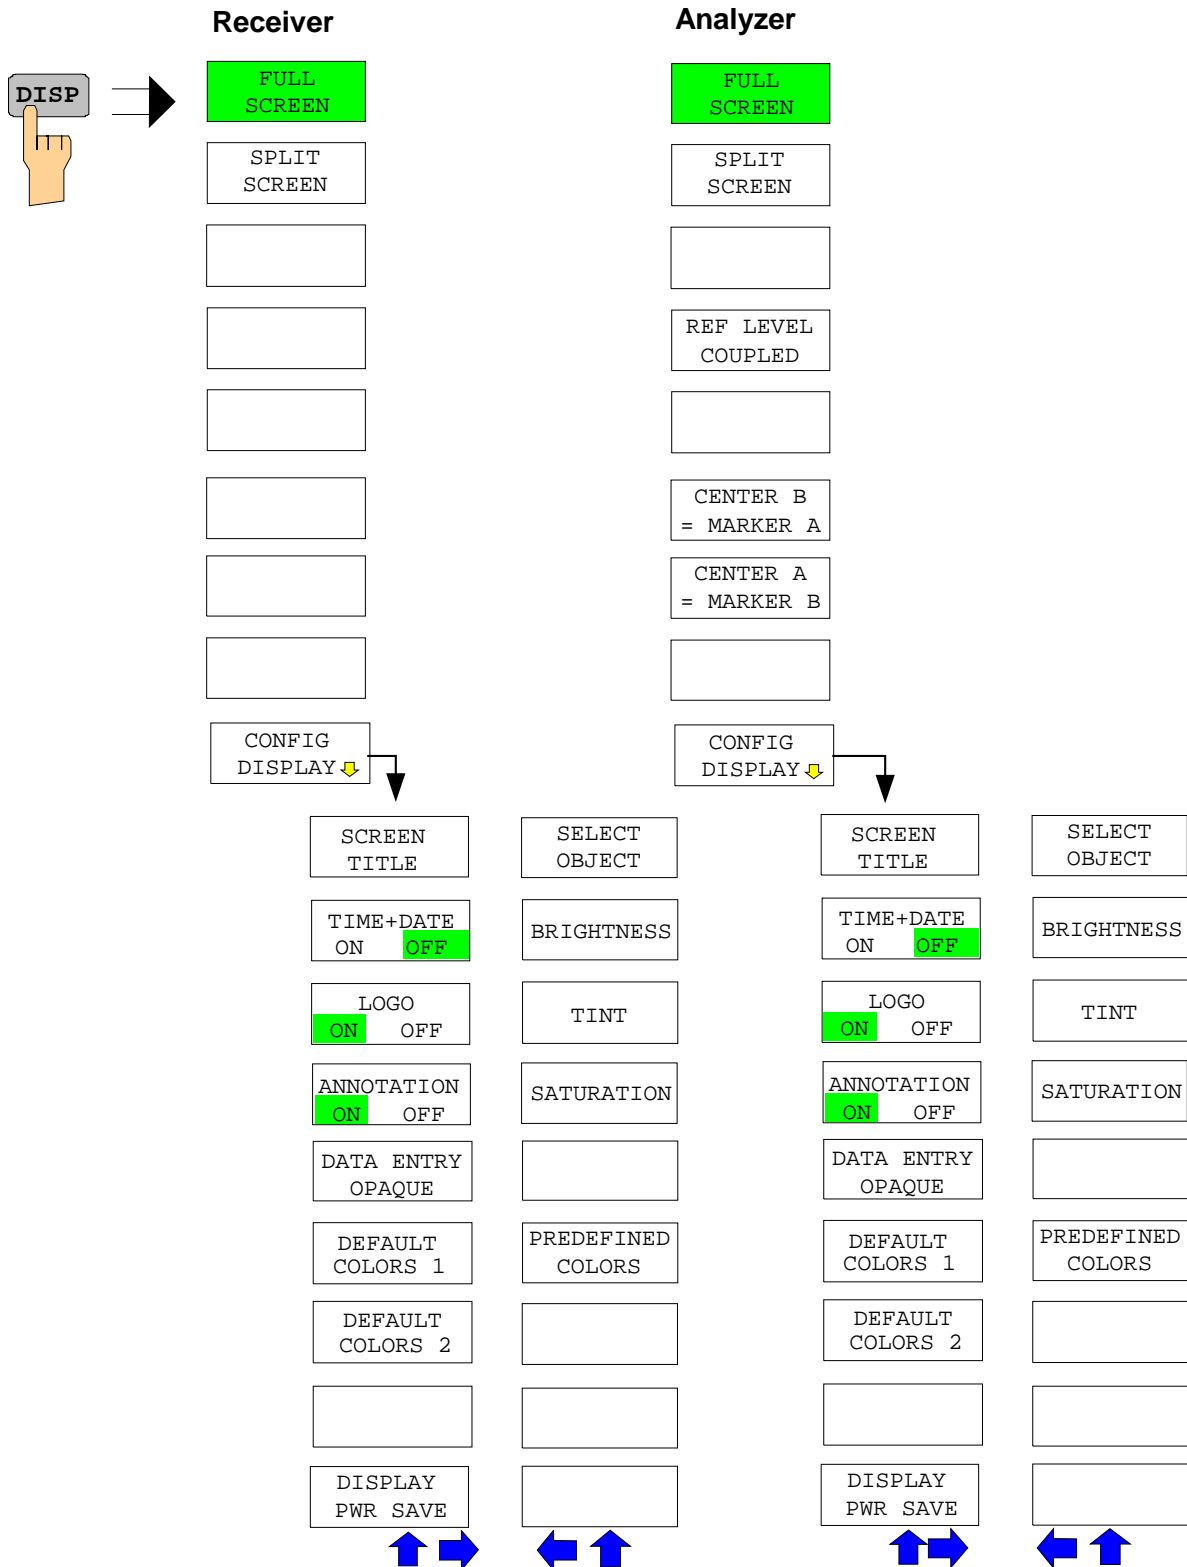 Receiver
Analyzer
DISP
FULL
SCREEN
SPLIT
SCREEN
CONFIG
DISPLAY
SCREEN
TITLE
TIME+DATE
ON OFF
LOGO
ON OFF
ANNOTATION
ON OFF
DATA ENTRY
OPAQUE
DEFAULT
COLORS 1
DEFAULT
COLORS 2
DISPLAY
PWR SAVE
SELECT
OBJECT
BRIGHTNESS
TINT
SATURATION
PREDEFINED
COLORS
FULL
SCREEN
SPLIT
SCREEN
REF LEVEL
COUPLED
CENTER B
= MARKER A
CENTER A
= MARKER B
CONFIG
DISPLAY
SCREEN
TITLE
TIME+DATE
ON OFF
LOGO
ON OFF
ANNOTATION
ON OFF
DATA ENTRY
OPAQUE
DEFAULT
COLORS 1
DEFAULT
COLORS 2
DISPLAY
PWR SAVE
SELECT
OBJECT
BRIGHTNESS
TINT
SATURATION
PREDEFINED
COLORS